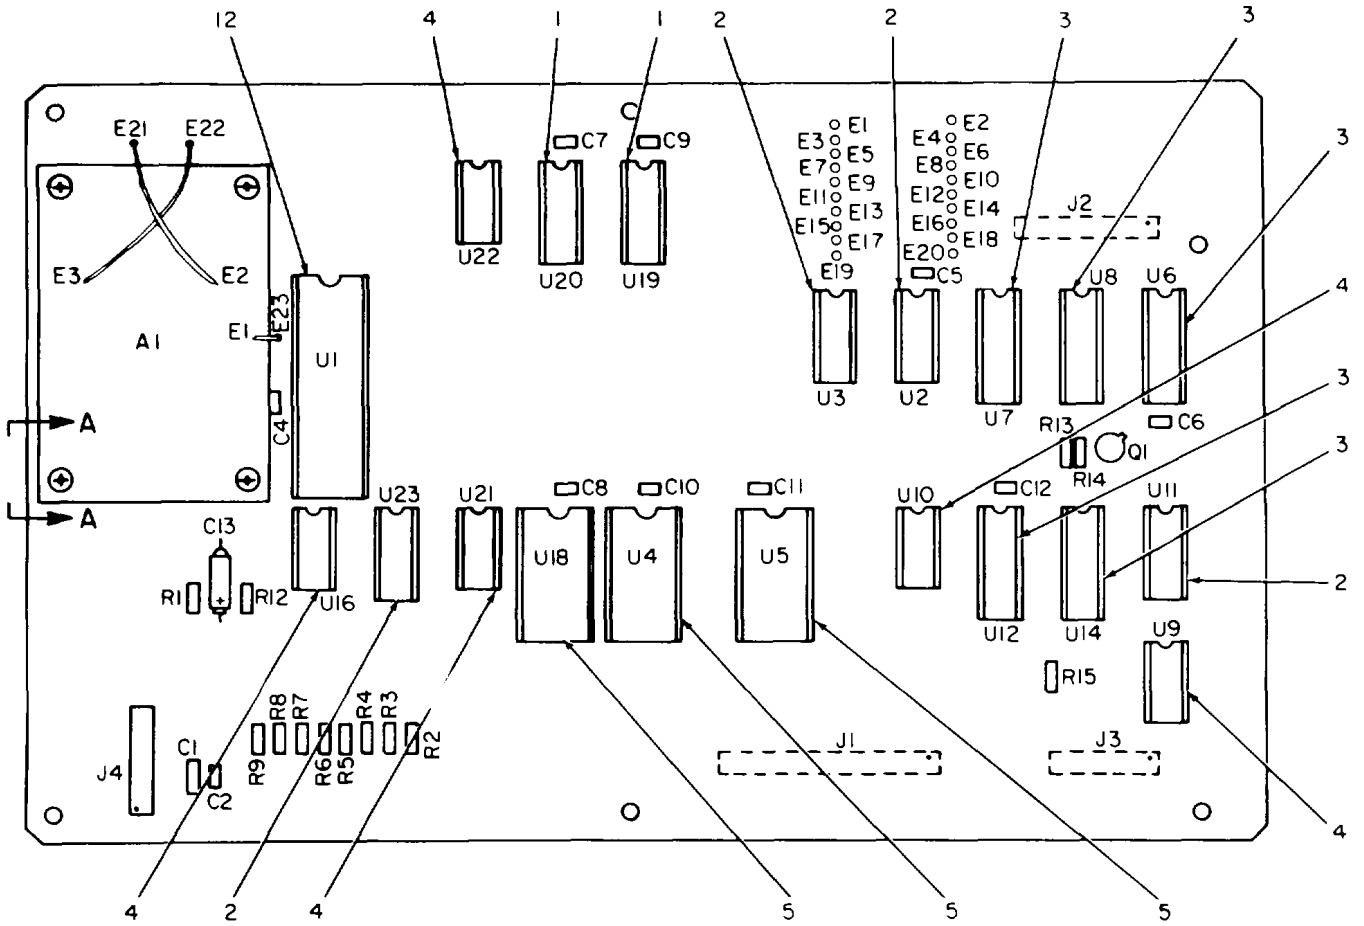 12 4 1 1 2 2 3 3
E21 E22
C7 C9
E1 E2
E3 E4
E5 E6
E7 E8
E9 E10
E11 E12
E13 E14
E15 E16
E17 E18
E19 E20
J2
3
U22 U20 U19
C5
E3 E2
E23
E1
A1
U1
U8 U6
4
U3 U2 U7
3
C4
A
R13 C6
Q1
R14
3
U23 U21 C8 C10 C11 U10 C12 U11
A
C13
U18 U4 U5
R1 R12 U16
2
U12 U14 U9
R15
R9 R8 R7 R6 R5 R4 R3 R2
J4 C1 C2
J1 J3
4
4 2 4 5 5 5